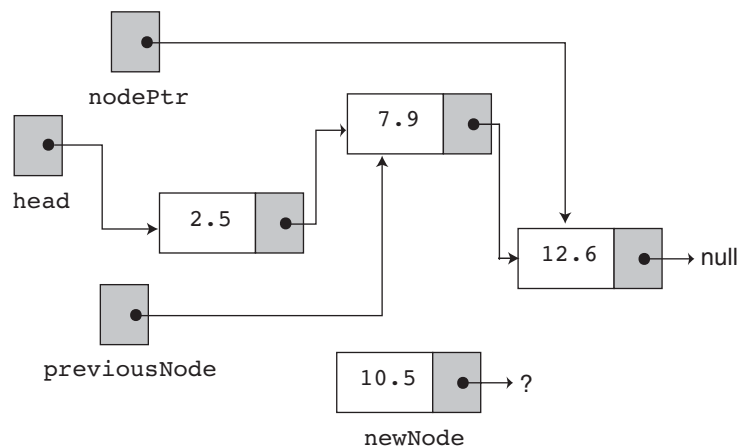 nodePtr
7.9
head
2.5
12.6
null
previousNode
10.5
?
newNode